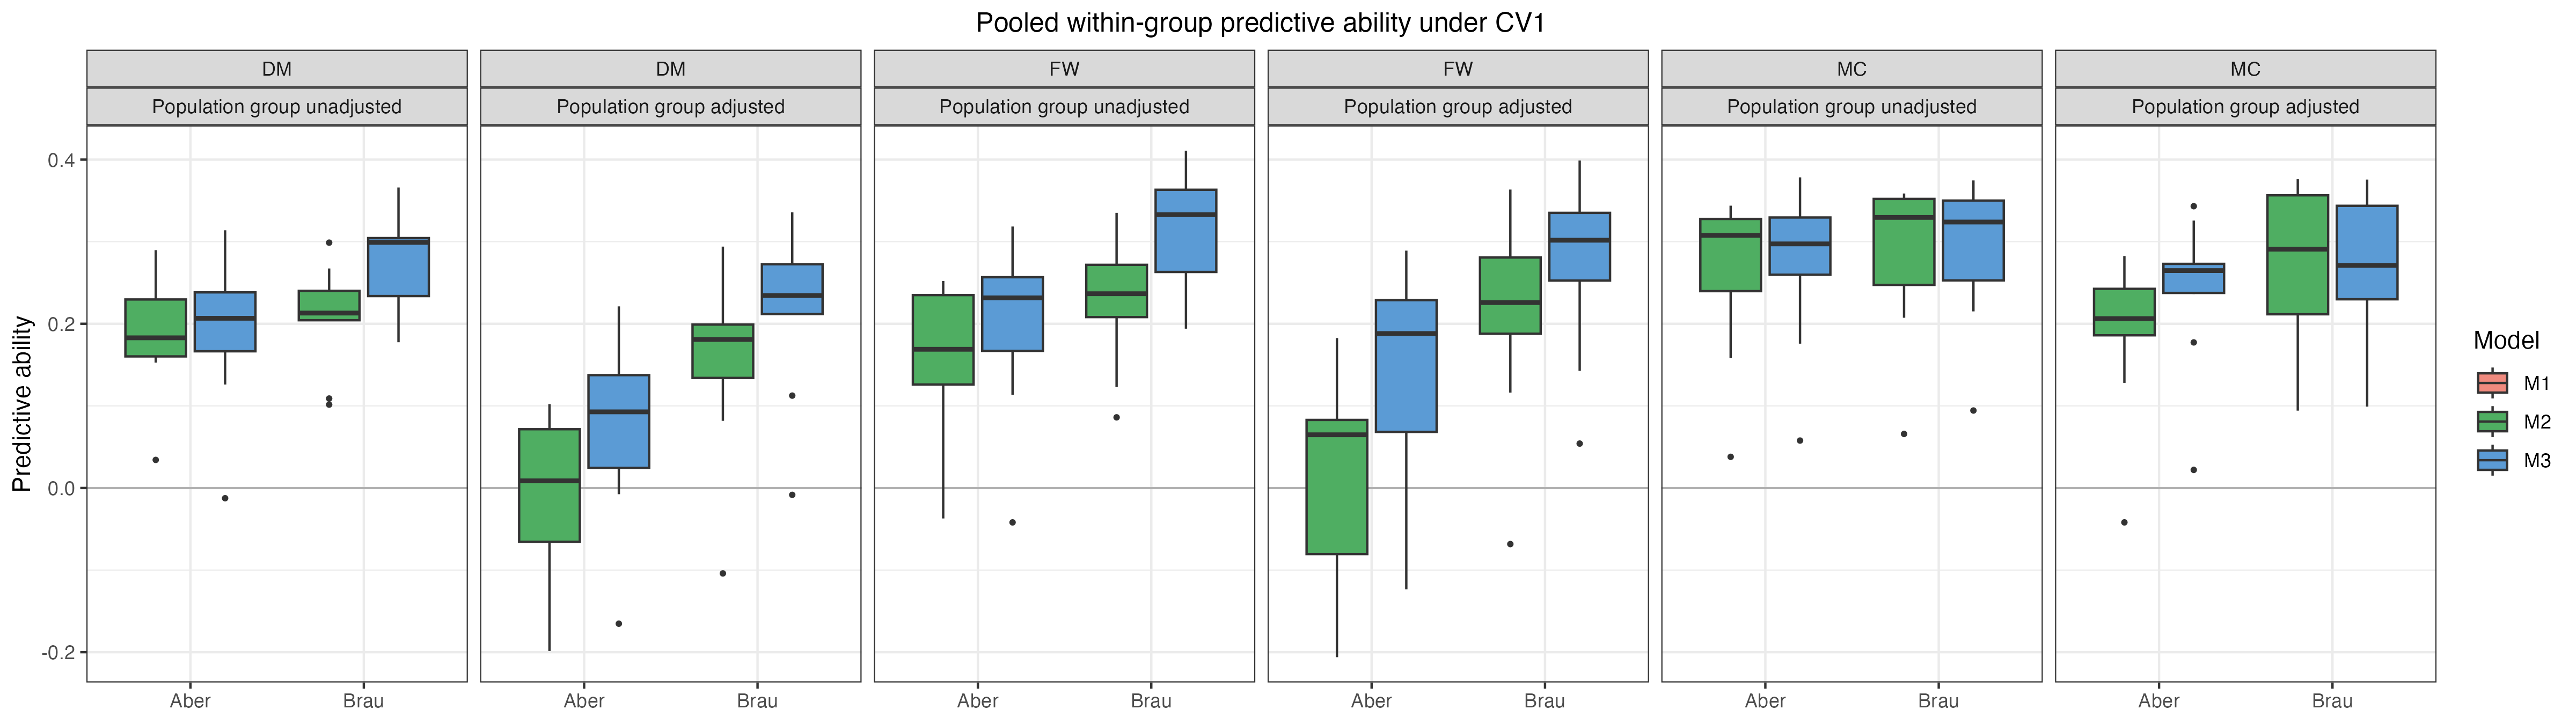 Pooled within-group predictive ability under CV1
DM DM FW FW MC MC
Population group unadjusted Population group adjusted Population group unadjusted Population group adjusted Population group unadjusted Population group adjusted
Predictive ability
0.4
0.2
0.0
-0.2
Aber Brau Aber Brau Aber Brau Aber Brau Aber Brau Aber Brau
Model
M1
M2
M3